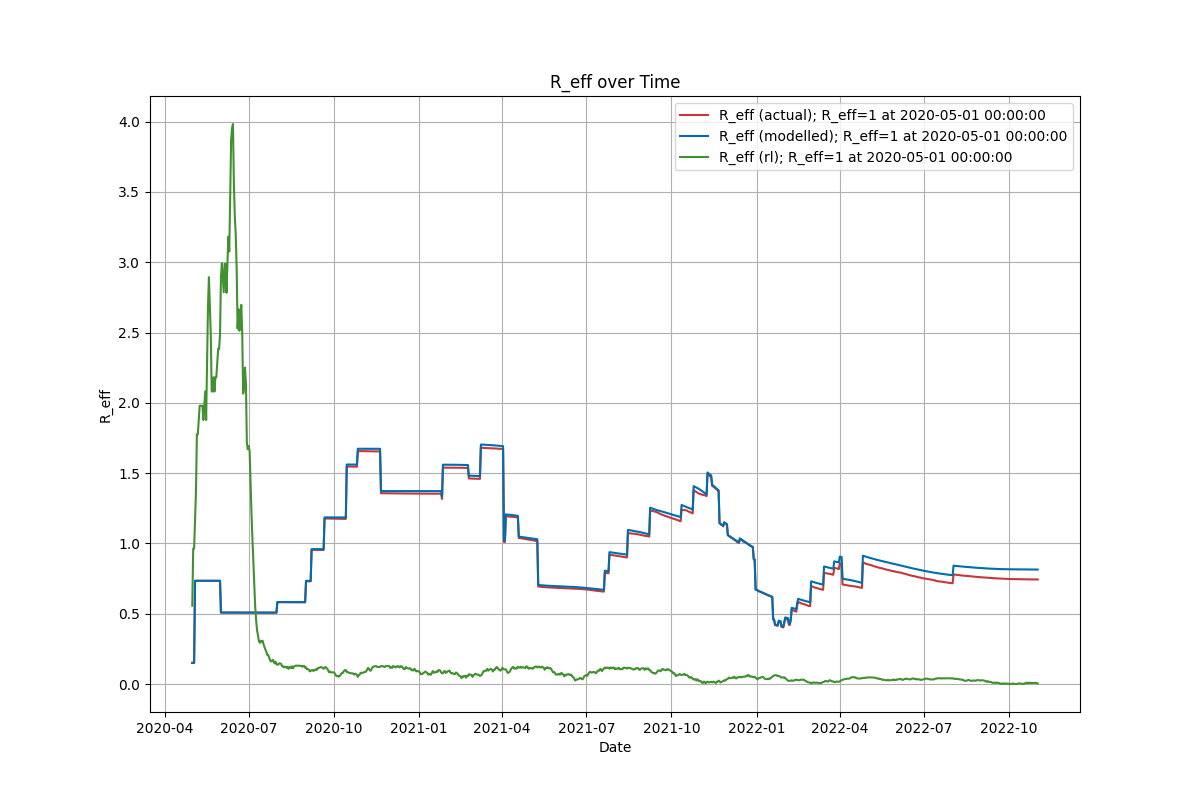 R_eff over Time
R_eff (actual); R_eff=1 at 2020-05-01 00:00:00
R_eff (modelled); R_eff=1 at 2020-05-01 00:00:00
R_eff (rl); R_eff=1 at 2020-05-01 00:00:00
R_eff
4.0
3.5
3.0
2.5
2.0
1.5
1.0
0.5
0.0
2020-04 2020-07 2020-10 2021-01 2021-04 2021-07 2021-10 2022-01 2022-04 2022-07 2022-10
Date